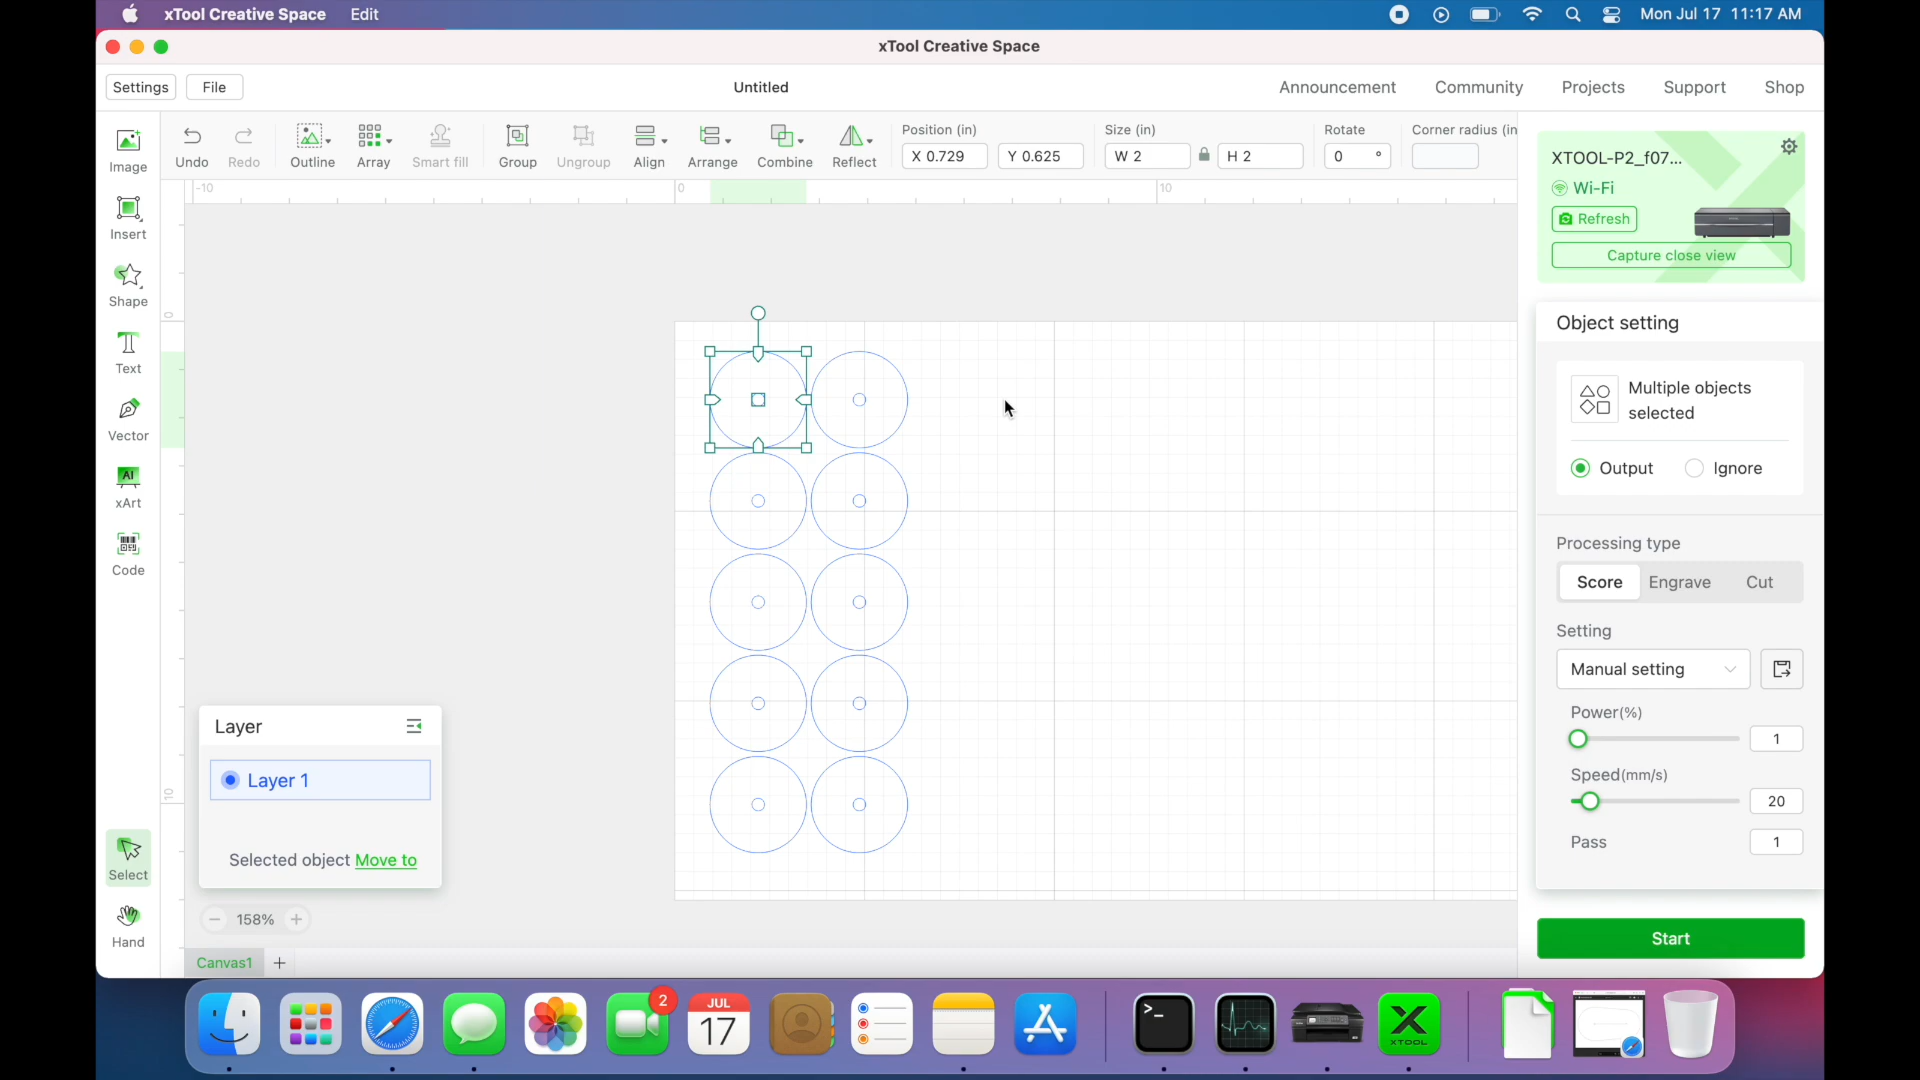 xTool Creative Space Edit Mon Jul 17 11:17 AM
xTool Creative Space
Settings File Untitled Announcement Community Projects Support Shop
Image
Insert
Shape
Text
Vector
AI
xArt
Code
Select
Hand
Undo Redo Outline Array Smart fill Group Ungroup Align Arrange Combine Reflect
Position (in) Size (in) Rotate Corner radius (in
X 0.729 Y 0.625 W 2 H 2 0 °
-10 0 10
0
10
XTOOL-P2_f07...
Wi-Fi
Refresh
Capture close view
Object setting
Multiple objects
selected
Output Ignore
Processing type
Score Engrave Cut
Setting
Manual setting
Power(%)
1
Speed(mm/s)
20
Pass 1
Start
Layer
Layer 1
Selected object Move to
158%
Canvas1
2
JUL
17
XTOOL